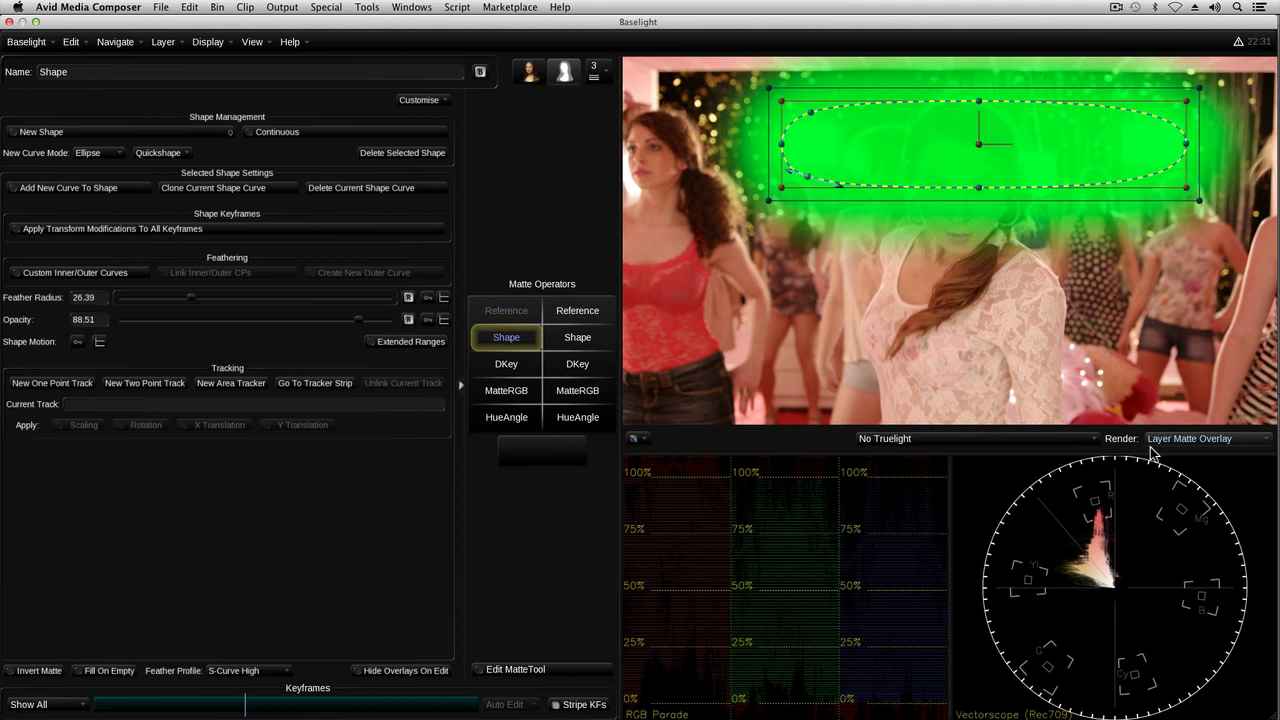 Avid Media Composer File Edit Bin Clip Output Special Tools Windows Script Marketplace Help
Baselight
Baselight Edit Navigate Layer Display View Help 22:31
Name: Shape B 3
Customise
Shape Management
New Shape Q Continuous
New Curve Mode: Ellipse Quickshape Delete Selected Shape
Selected Shape Settings
Add New Curve To Shape Clone Current Shape Curve Delete Current Shape Curve
Shape Keyframes
Apply Transform Modifications To All Keyframes
Feathering
Custom Inner/Outer Curves Link Inner/Outer CPs Create New Outer Curve
Feather Radius: 26.39 R
Opacity: 88.51 R
Shape Motion: Extended Ranges
Tracking
New One Point Track New Two Point Track New Area Tracker Go To Tracker Strip Unlink Current Track
Current Track:
Apply: Scaling Rotation X Translation Y Translation
Matte Operators
Reference Reference
Shape Shape
DKey DKey
MatteRGB MatteRGB
HueAngle HueAngle
No Truelight Render: Layer Matte Overlay
100% 100% 100%
75% 75% 75%
50% 50% 50%
25% 25% 25%
0% 0% 0%
RGB Parade
R
Mg
Yl
B
G
Cy
Vectorscope (Rec709)
Invert Matte Fill On Empty Feather Profile: S-Curve High Hide Overlays On Edit Edit MatteTool
Keyframes
Show All Auto Edit Stripe KFs